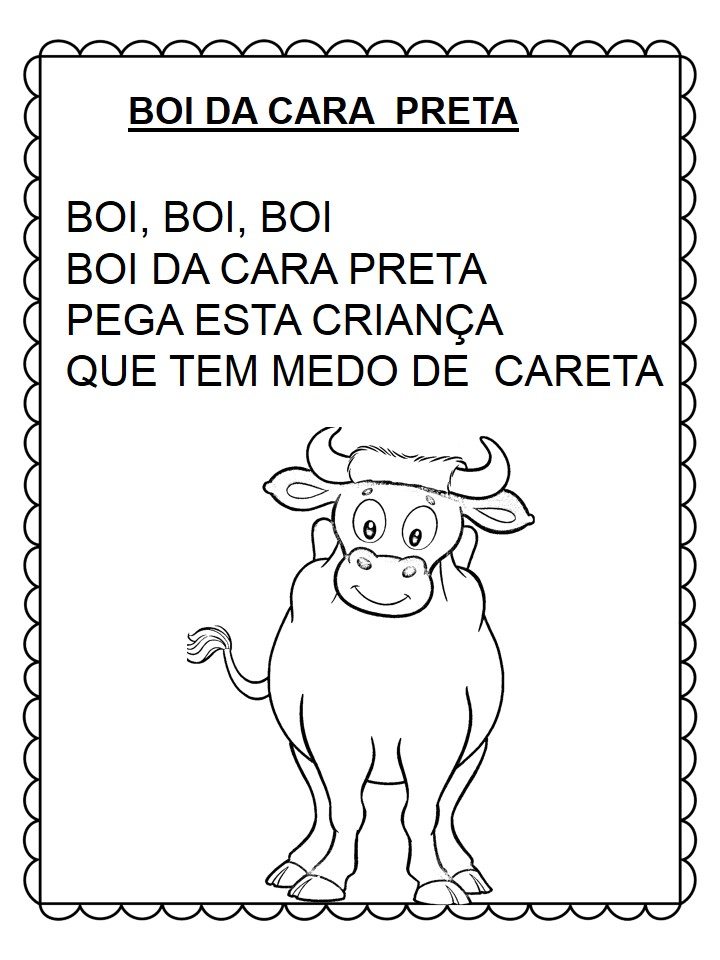 BOI DA CARA PRETA
BOI, BOI, BOI
BOI DA CARA PRETA
PEGA ESTA CRIANÇA
QUE TEM MEDO DE CARETA